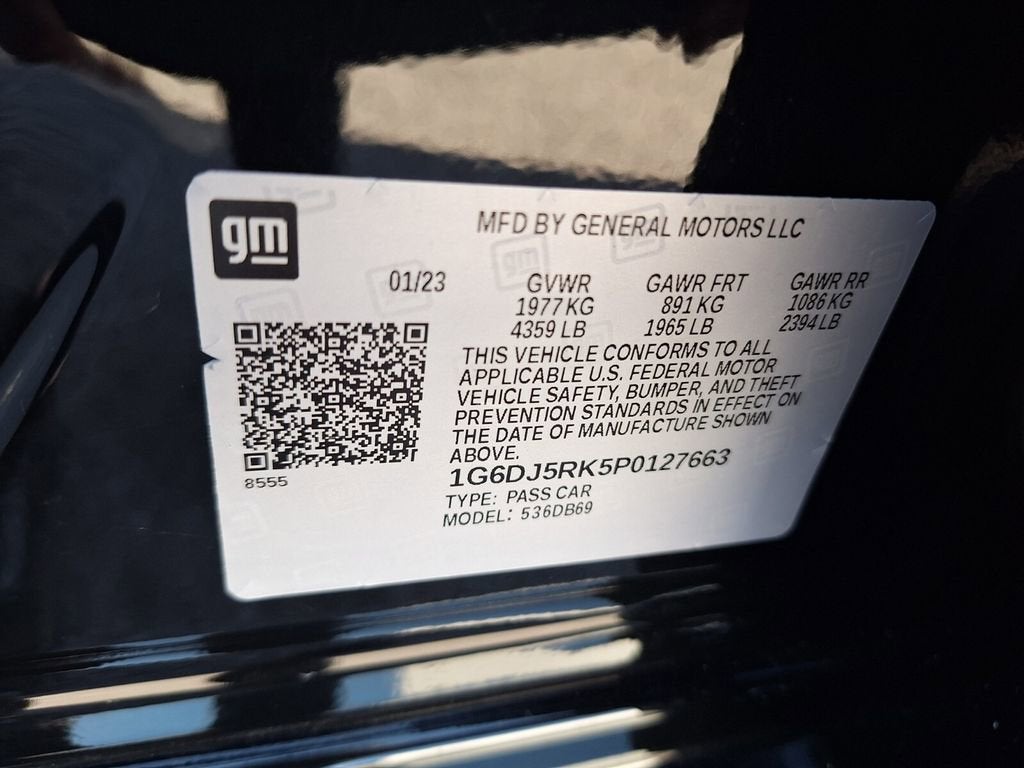 gm
MFD BY GENERAL MOTORS LLC
01/23 GVWR GAWR FRT GAWR RR
1977 KG 891 KG 1086 KG
4359 LB 1965 LB 2394 LB
THIS VEHICLE CONFORMS TO ALL
APPLICABLE U.S. FEDERAL MOTOR
VEHICLE SAFETY, BUMPER, AND THEFT
PREVENTION STANDARDS IN EFFECT ON
THE DATE OF MANUFACTURE SHOWN
ABOVE.
1G6DJ5RK5P0127663
TYPE: PASS CAR
MODEL: 536DB69
8555